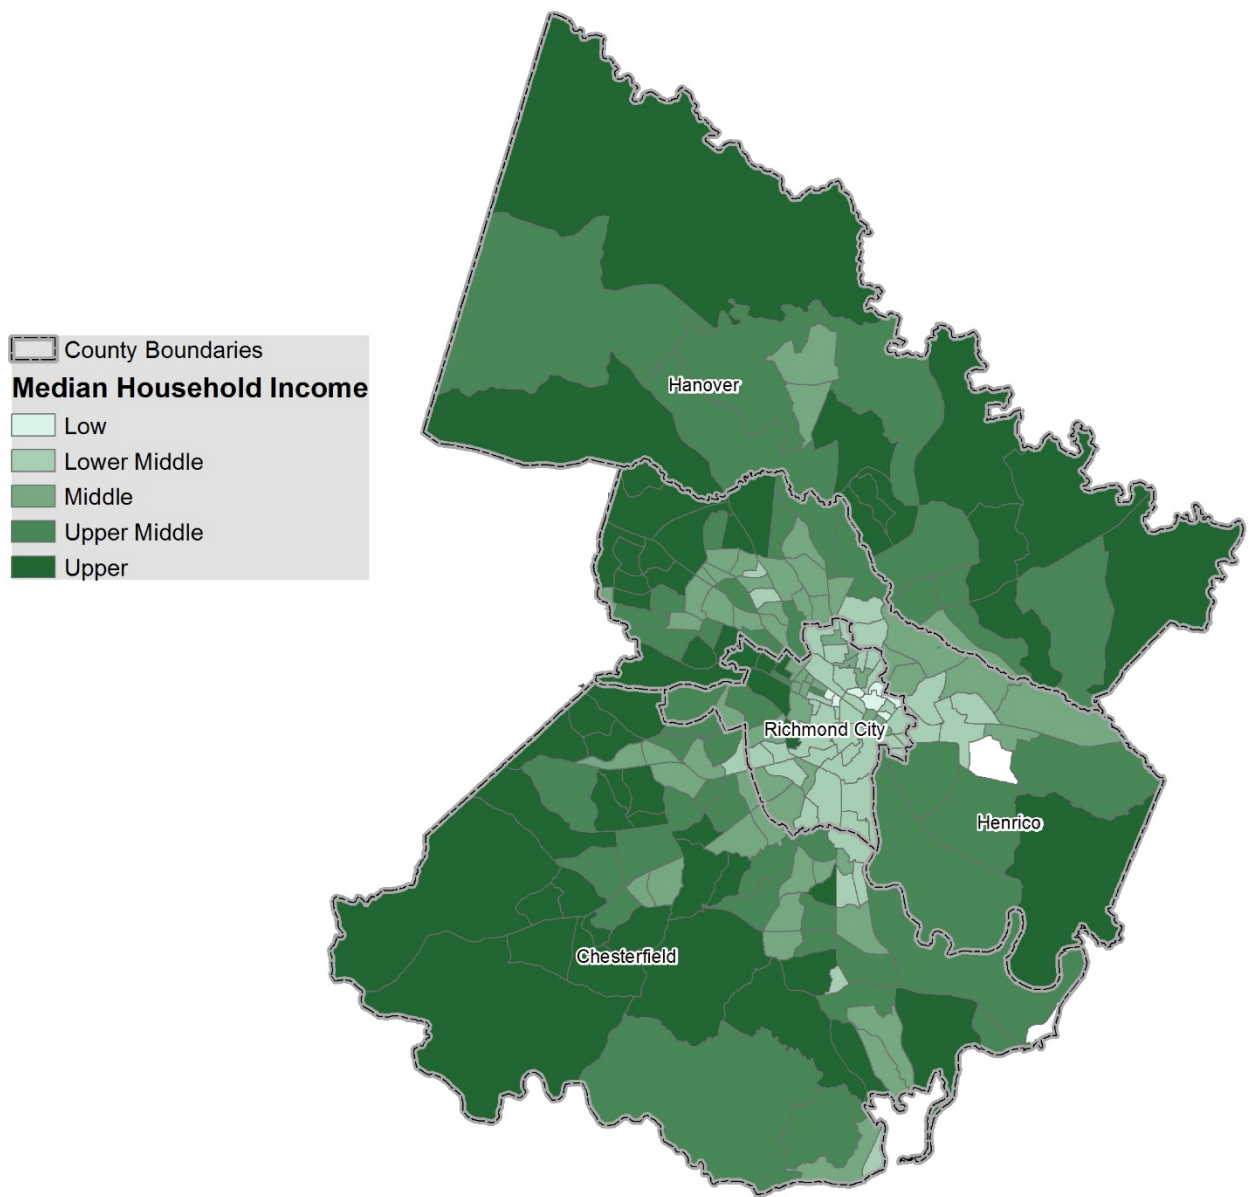 County Boundaries
Median Household Income
Low
Lower Middle
Middle
Upper Middle
Upper
Hanover
Richmond City
Henrico
Chesterfield